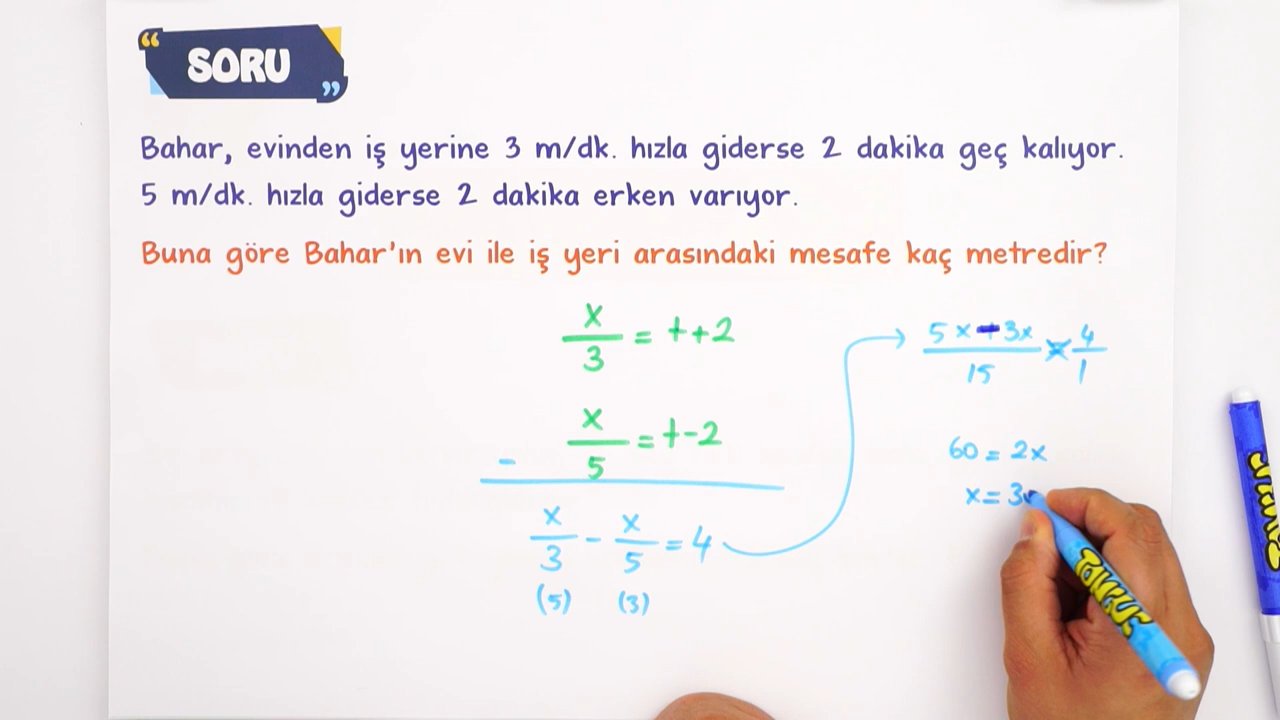 SORU
Bahar, evinden iş yerine 3 m/dk. hızla giderse 2 dakika geç kalıyor.
5 m/dk. hızla giderse 2 dakika erken varıyor.
Buna göre Bahar'ın evi ile iş yeri arasındaki mesafe kaç metredir?
x/3 = t+2
x/5 = t-2
-
x/3 - x/5 = 4
(5) (3)
5x-3x/15 = 4/1
60 = 2x
x = 3